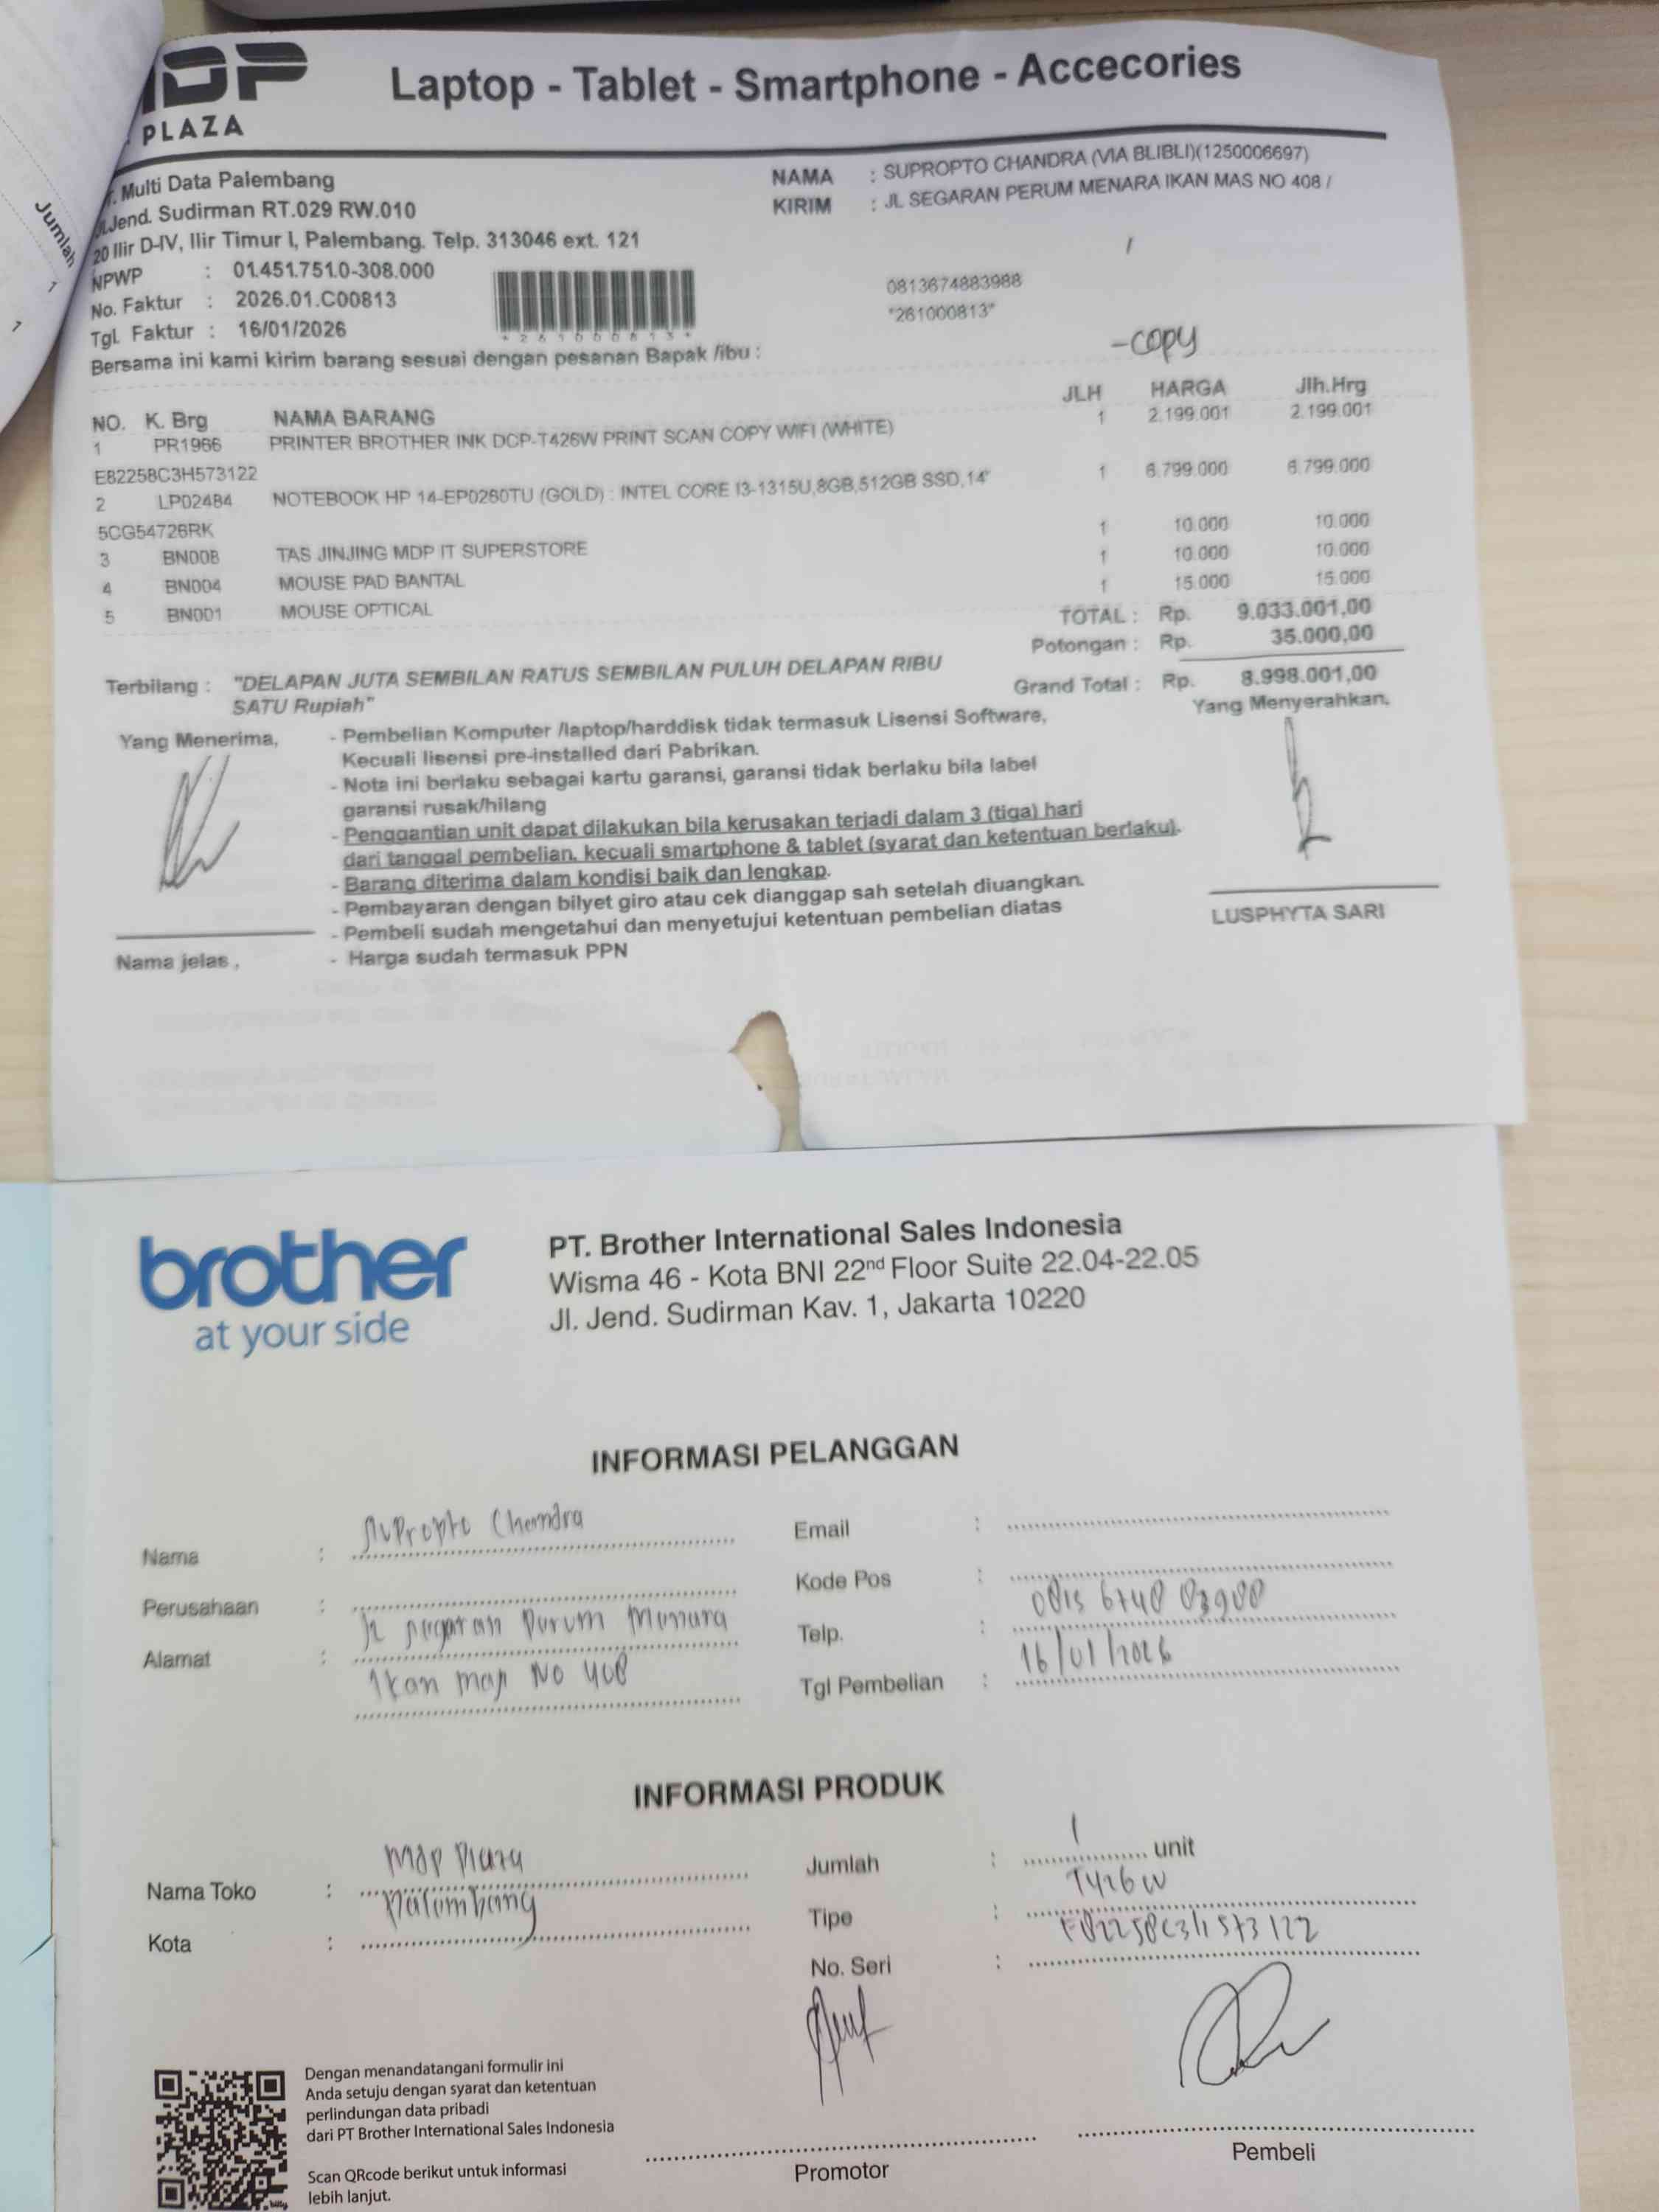 MDP
PLAZA
Laptop - Tablet - Smartphone - Accecories
Multi Data Palembang
Jend. Sudirman RT.029 RW.010
20 Ilir D-IV, Ilir Timur I, Palembang. Telp. 313046 ext. 121
NPWP : 01.451.751.0-308.000
No. Faktur : 2026.01.C00813
Tgl. Faktur : 16/01/2026
NAMA : SUPROPTO CHANDRA (VIA BLIBLI)(1250006697)
KIRIM : JL SEGARAN PERUM MENARA IKAN MAS NO 408 /
/
0813674883988
*261000813*
*261000813*
Bersama ini kami kirim barang sesuai dengan pesanan Bapak /ibu :
-copy
NO. K. Brg NAMA BARANG JLH HARGA Jlh.Hrg
1 PR1966 PRINTER BROTHER INK DCP-T426W PRINT SCAN COPY WIFI (WHITE) 1 2.199.001 2.199.001
E82258C3H573122
2 LP02484 NOTEBOOK HP 14-EP0260TU (GOLD) : INTEL CORE I3-1315U,8GB,512GB SSD,14" 1 6.799.000 6.799.000
5CG54726RK
3 BN008 TAS JINJING MDP IT SUPERSTORE 1 10.000 10.000
4 BN004 MOUSE PAD BANTAL 1 10.000 10.000
5 BN001 MOUSE OPTICAL 1 15.000 15.000
TOTAL : Rp. 9.033.001,00
Potongan : Rp. 35.000,00
Grand Total : Rp. 8.998.001,00
Terbilang : "DELAPAN JUTA SEMBILAN RATUS SEMBILAN PULUH DELAPAN RIBU
SATU Rupiah"
Yang Menerima,
Yang Menyerahkan,
- Pembelian Komputer /laptop/harddisk tidak termasuk Lisensi Software,
Kecuali lisensi pre-installed dari Pabrikan.
- Nota ini berlaku sebagai kartu garansi, garansi tidak berlaku bila label
garansi rusak/hilang
- Penggantian unit dapat dilakukan bila kerusakan terjadi dalam 3 (tiga) hari
dari tanggal pembelian, kecuali smartphone & tablet (syarat dan ketentuan berlaku).
- Barang diterima dalam kondisi baik dan lengkap.
- Pembayaran dengan bilyet giro atau cek dianggap sah setelah diuangkan.
- Pembeli sudah mengetahui dan menyetujui ketentuan pembelian diatas
- Harga sudah termasuk PPN
Nama jelas ,
LUSPHYTA SARI
Jumlah
1
1
brother
at your side
PT. Brother International Sales Indonesia
Wisma 46 - Kota BNI 22nd Floor Suite 22.04-22.05
Jl. Jend. Sudirman Kav. 1, Jakarta 10220
INFORMASI PELANGGAN
Nama : Supropto Chandra
Perusahaan :
Alamat : Jl segaran Perum Menara
Ikan mas No 408
Email :
Kode Pos :
Telp. :
Tgl Pembelian : 16/01/2026
INFORMASI PRODUK
Nama Toko : Mdp Plaza
Kota : Palembang
Jumlah : 1 unit
Tipe : T426W
No. Seri : E82258C3H573122
Dengan menandatangani formulir ini
Anda setuju dengan syarat dan ketentuan
perlindungan data pribadi
dari PT Brother International Sales Indonesia
Scan QRcode berikut untuk informasi
lebih lanjut.
Promotor
Pembeli